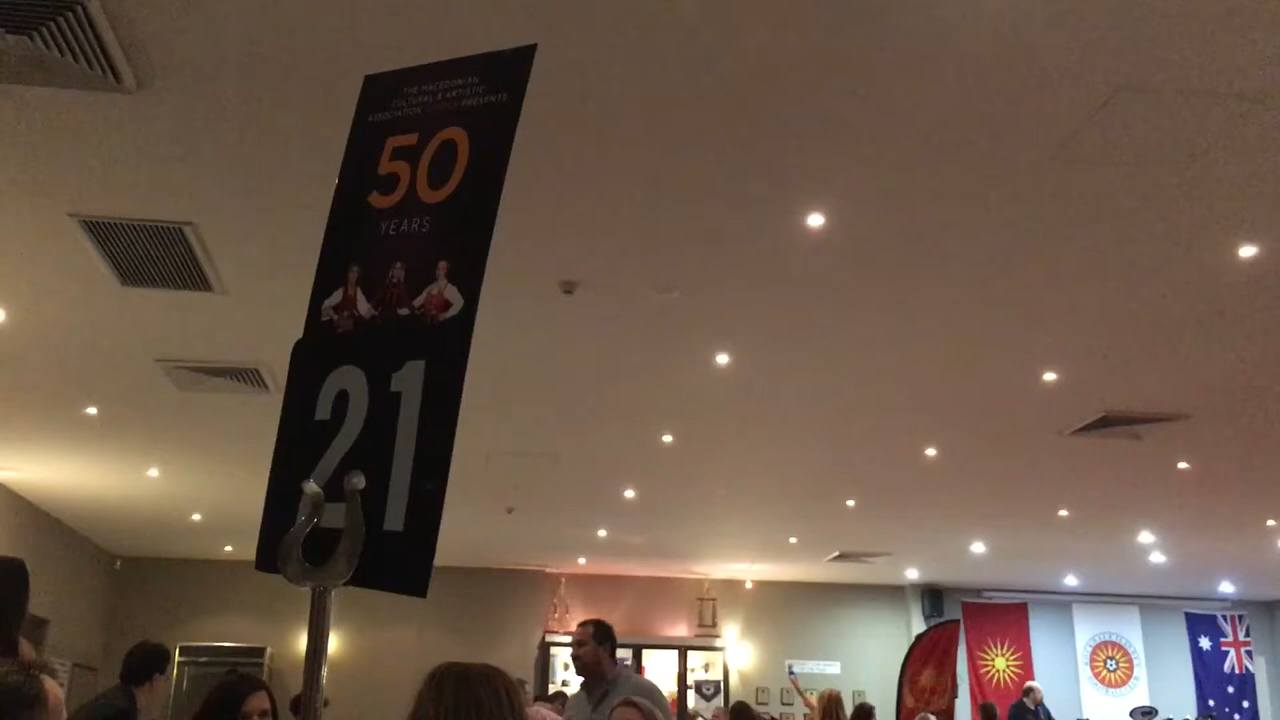 THE MACEDONIAN
CULTURAL & ARTISTIC
ASSOCIATION PRESENTS
50
YEARS
21